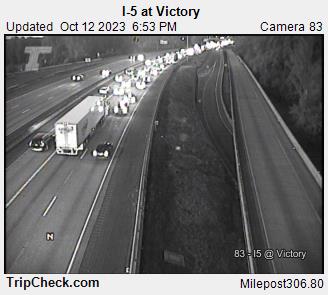 I-5 at Victory
Updated Oct 12 2023 6:53 PM Camera 83
T
N
83 - I5 @ Victory
TripCheck.com Milepost306.80